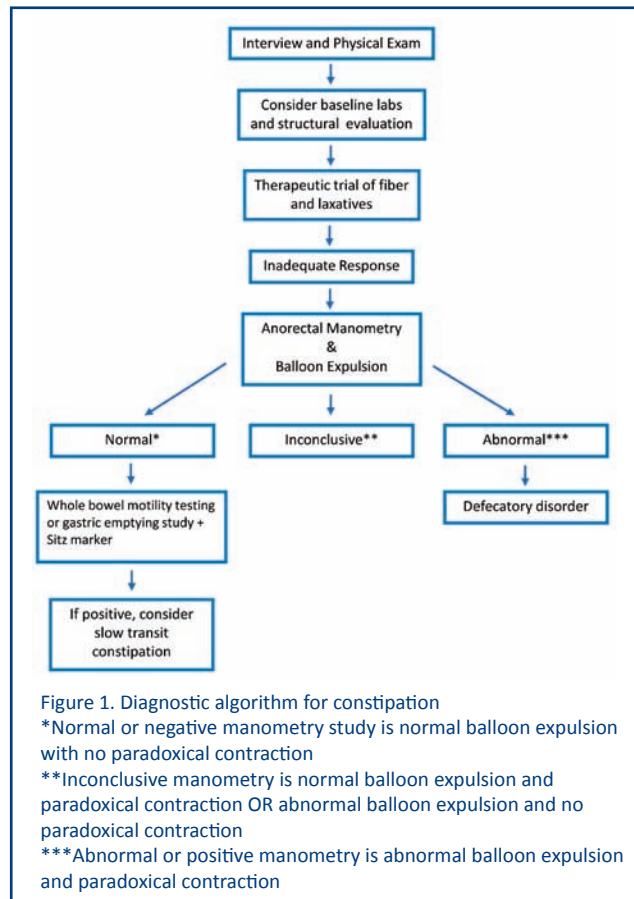 Interview and Physical Exam
Consider baseline labs
and structural evaluation
Therapeutic trial of fiber
and laxatives
Inadequate Response
Anorectal Manometry
&
Balloon Expulsion
Normal*
Inconclusive**
Abnormal***
Whole bowel motility testing
or gastric emptying study +
Sitz marker
Defecatory disorder
If positive, consider
slow transit
constipation
Figure 1. Diagnostic algorithm for constipation
*Normal or negative manometry study is normal balloon expulsion
with no paradoxical contraction
**Inconclusive manometry is normal balloon expulsion and
paradoxical contraction OR abnormal balloon expulsion and no
paradoxical contraction
***Abnormal or positive manometry is abnormal balloon expulsion
and paradoxical contraction